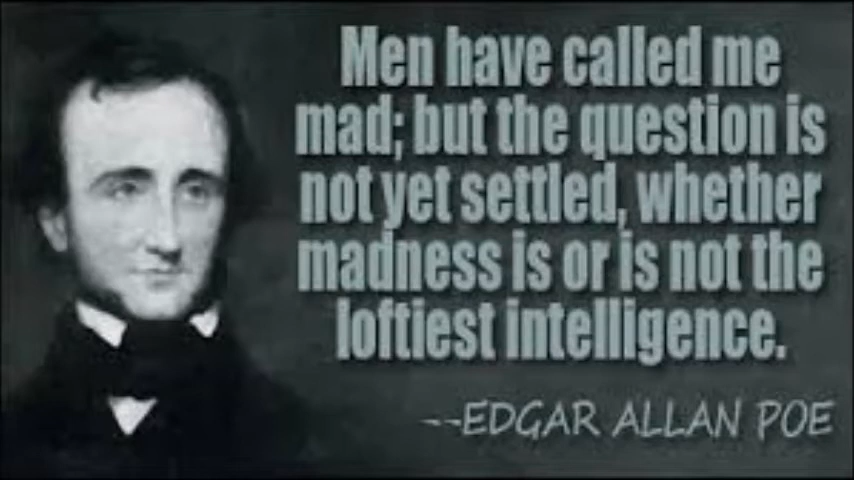 Men have called me
mad; but the question is
not yet settled, whether
madness is or is not the
loftiest intelligence.
--EDGAR ALLAN POE